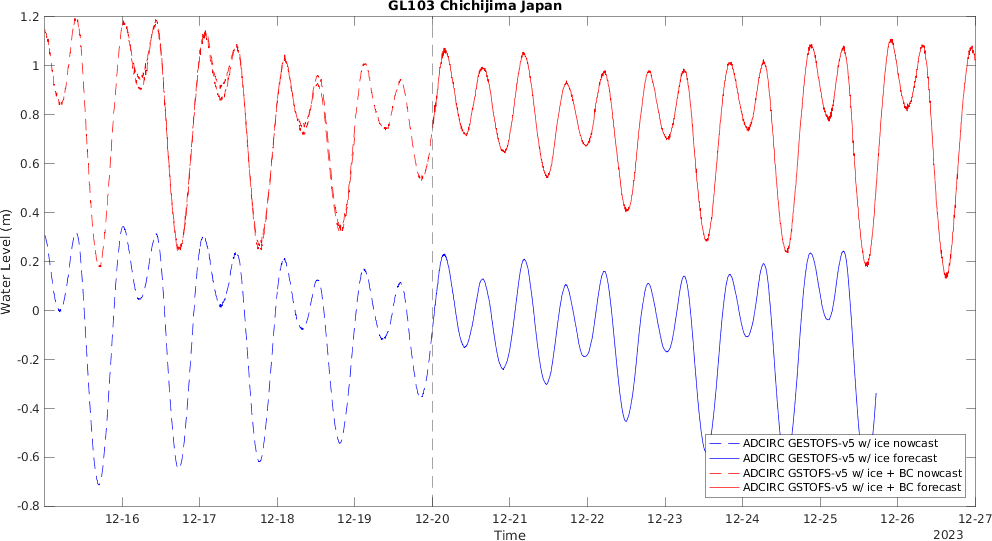 GL103 Chichijima Japan
1.2
1
0.8
0.6
0.4
0.2
0
-0.2
-0.4
-0.6
-0.8
Water Level (m)
ADCIRC GESTOFS-v5 w/ ice nowcast
ADCIRC GESTOFS-v5 w/ ice forecast
ADCIRC GSTOFS-v5 w/ ice + BC nowcast
ADCIRC GSTOFS-v5 w/ ice + BC forecast
12-16 12-17 12-18 12-19 12-20 12-21 12-22 12-23 12-24 12-25 12-26 12-27
Time
2023